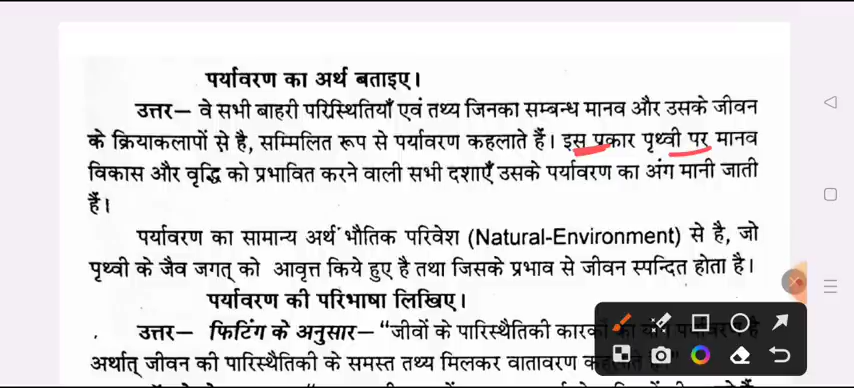 पर्यावरण का अर्थ बताइए।
उत्तर— वे सभी बाहरी परिस्थितियाँ एवं तथ्य जिनका सम्बन्ध मानव और उसके जीवन
के क्रियाकलापों से है, सम्मिलित रूप से पर्यावरण कहलाते हैं। इस प्रकार पृथ्वी पर मानव
विकास और वृद्धि को प्रभावित करने वाली सभी दशाएँ उसके पर्यावरण का अंग मानी जाती
हैं।
पर्यावरण का सामान्य अर्थ भौतिक परिवेश (Natural-Environment) से है, जो
पृथ्वी के जैव जगत् को आवृत्त किये हुए है तथा जिसके प्रभाव से जीवन स्पन्दित होता है।
पर्यावरण की परिभाषा लिखिए।
उत्तर— फिटिंग के अनुसार— “जीवों के पारिस्थैतिकी कारकों
अर्थात् जीवन की पारिस्थैतिकी के समस्त तथ्य मिलकर वातावरण